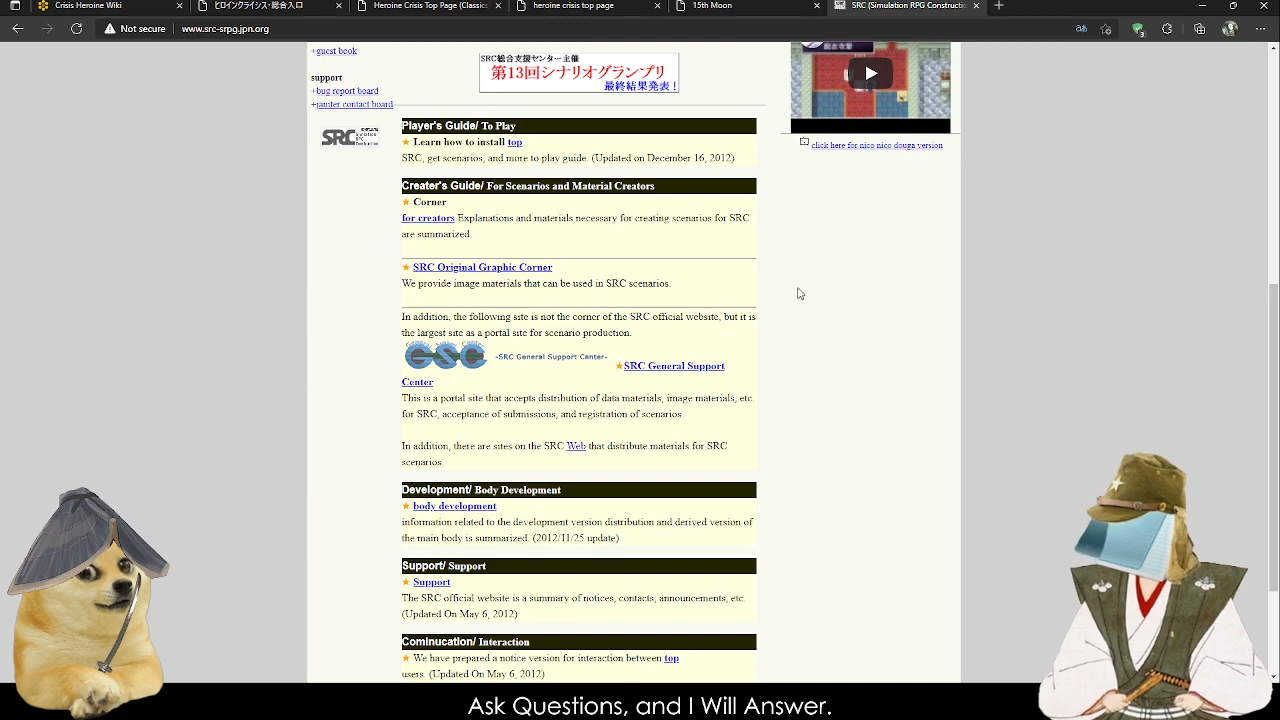 Crisis Heroine Wind
クライシスヒロインウイ
SRC総合支援セ
Crisis Heroine Classic
15th Moon
SRC Simulation RPG Construction
Not secure
www.src-srpg.jpn.org
+guest book
support
+bug report board
+janiter contact board
SRC
SRC総合支援センター主催
第13回シナリオグランプリ
最終結果発表!
click here for nico nico douga version
Player's Guide/ To Play
★ Learn how to install top
SRC, get scenarios, and more to play guide. (Updated on December 16, 2012)
Creater's Guide/ For Scenarios and Material Creators
★ Corner
for creators Explanations and materials necessary for creating scenarios for SRC
are summarized.
★ SRC Original Graphic Corner
We provide image materials that can be used in SRC scenarios.
In addition, the following site is not the corner of the SRC official website, but it is
the largest site as a portal site for scenario production.
-SRC General Support Center-
★SRC General Support
Center
This is a portal site that accepts distribution of data materials, image materials, etc.
for SRC, acceptance of submissions, and registration of scenarios.
In addition, there are sites on the SRC Web that distribute materials for SRC
scenarios.
Development/ Body Development
★ body development
information related to the development version distribution and derived version of
the main body is summarized. (2012/11/25 update)
Support/ Support
★ Support
The SRC official website is a summary of notices, contacts, announcements, etc.
(Updated On May 6, 2012)
Cominucation/ Interaction
★ We have prepared a notice version for interaction between top
users. (Updated On May 6, 2012)
Ask Questions, and I Will Answer.